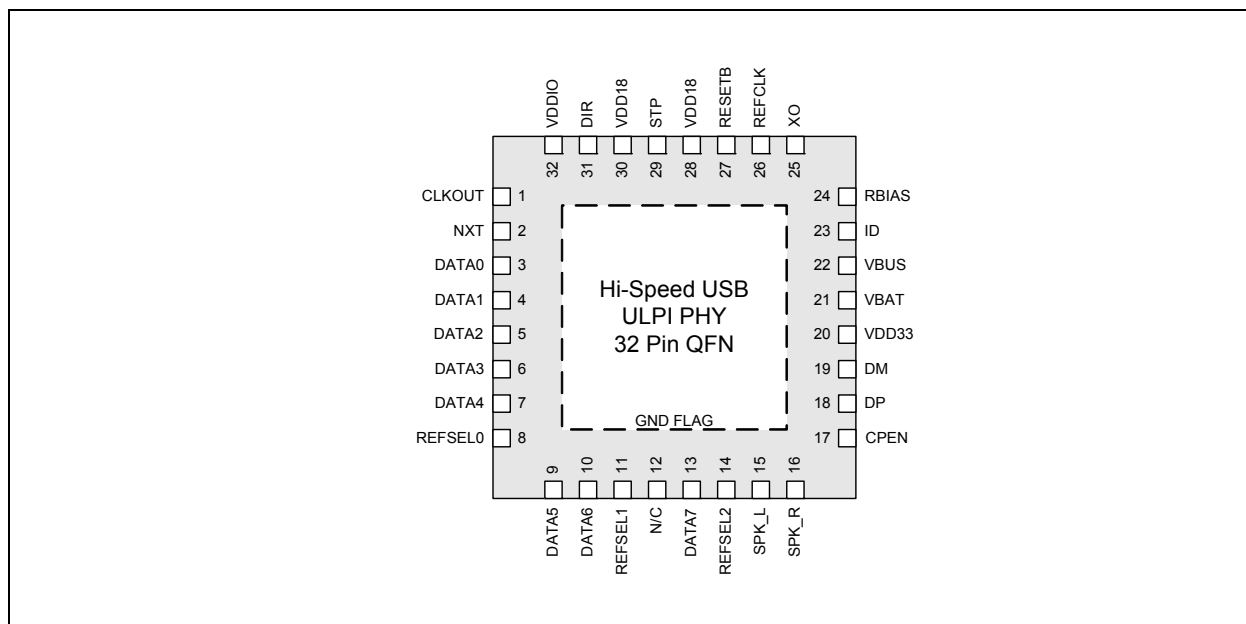 VDDIO
DIR
VDD18
STP
VDD18
RESETB
REFCLK
XO
32
31
30
29
28
27
26
25
CLKOUT 1
NXT 2
DATA0 3
DATA1 4
DATA2 5
DATA3 6
DATA4 7
REFSEL0 8
Hi-Speed USB
ULPI PHY
32 Pin QFN
GND FLAG
24 RBIAS
23 ID
22 VBUS
21 VBAT
20 VDD33
19 DM
18 DP
17 CPEN
9
10
11
12
13
14
15
16
DATA5
DATA6
REFSEL1
N/C
DATA7
REFSEL2
SPK_L
SPK_R